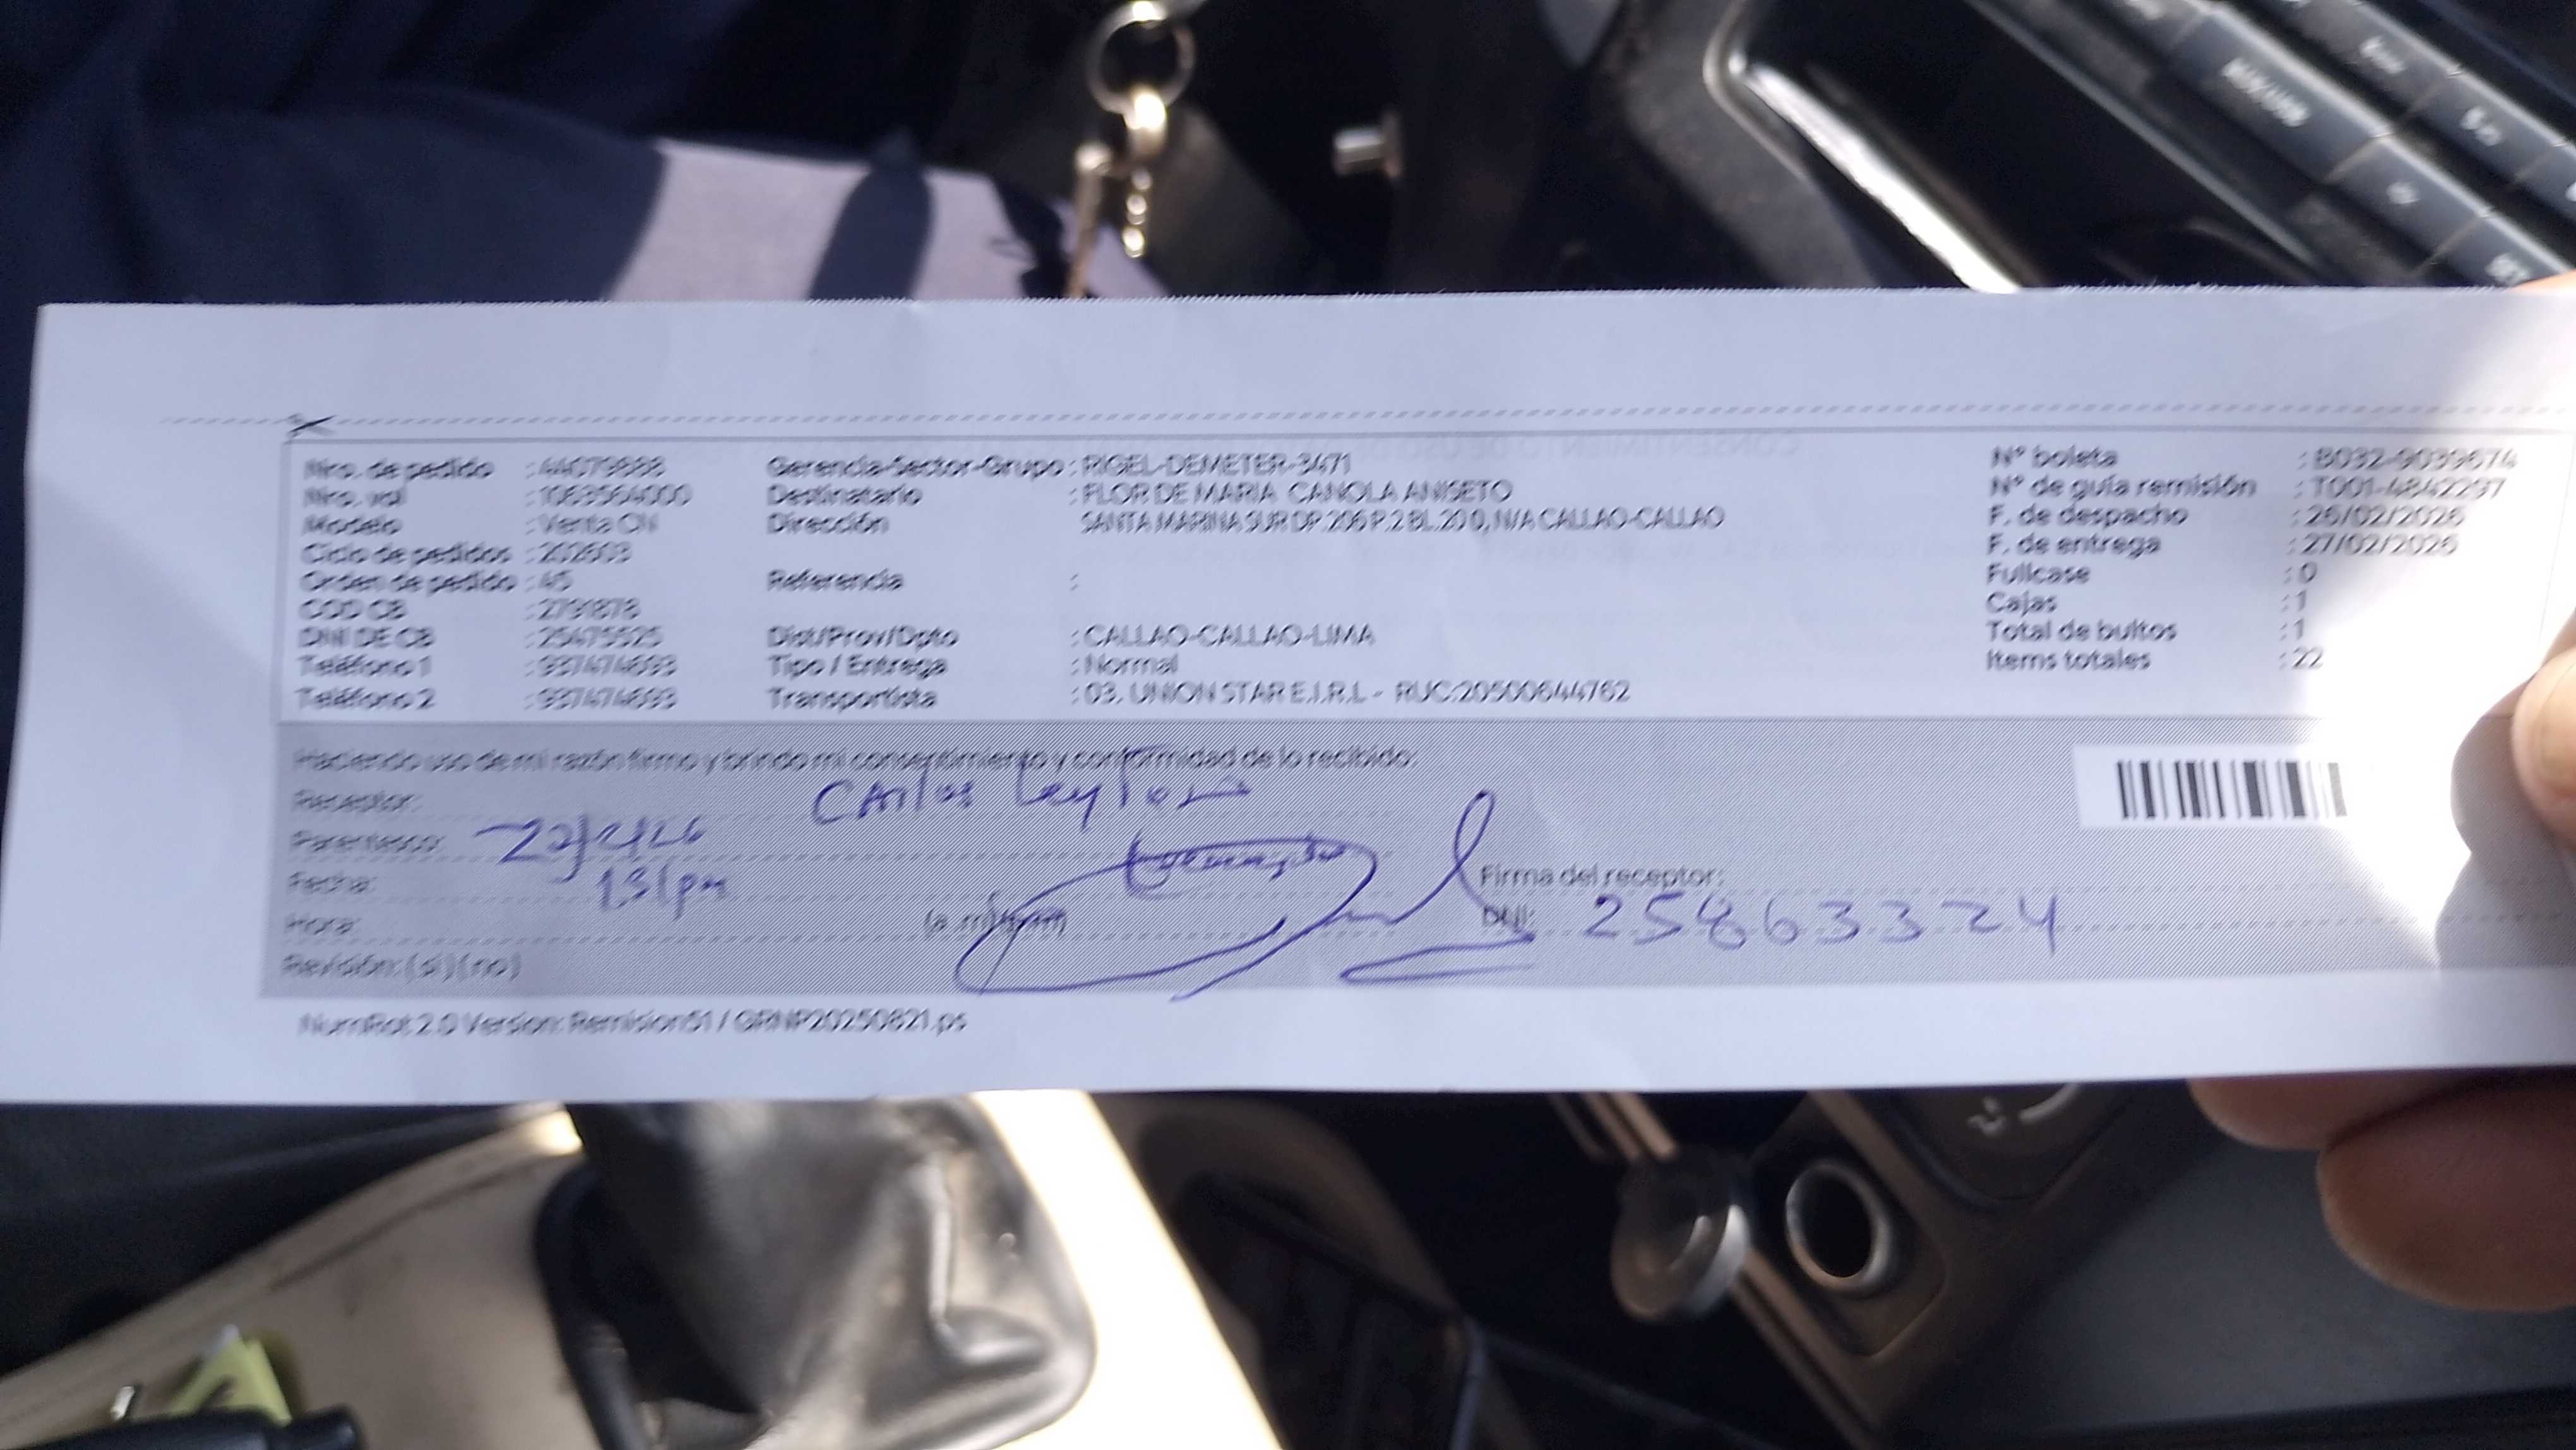 Nro. de pedido : 44079888 Gerencia-Sector-Grupo : RIGEL-DEMETER-3471 N° boleta : B032-9039674
Nro. vol : 1063504000 Destinatario : FLOR DE MARIA CANOLA ANISETO N° de guía remisión : T001-4842297
Modelo : Venta CN Dirección SANTA MARINA SUR DP. 206 P.2 BL.20 0, N/A CALLAO-CALLAO F. de despacho : 26/02/2026
Ciclo de pedidos : 202603 F. de entrega : 27/02/2026
Orden de pedido : Referencia : Fullcase : 0
COD CB : 2791878 Cajas : 1
DNI DE CB : 25475525 Dist/Prov/Dpto : CALLAO-CALLAO-LIMA Total de bultos : 1
Teléfono 1 : 937474693 Tipo / Entrega : Normal Items totales : 22
Teléfono 2 : 937474693 Transportista : 03. UNION STAR E.I.R.L - RUC:20500644762
Haciendo uso de mi razón firmo y brindo mi consentimiento y conformidad de lo recibido:
Receptor: Carlos
Parentesco:
Fecha: Firma del receptor:
Hora: (a.m)(p.m) DNI: 25863324
Revisión: (si) (no)
NumRot 2.0 Version: Remision51 / GRNP20250821.ps